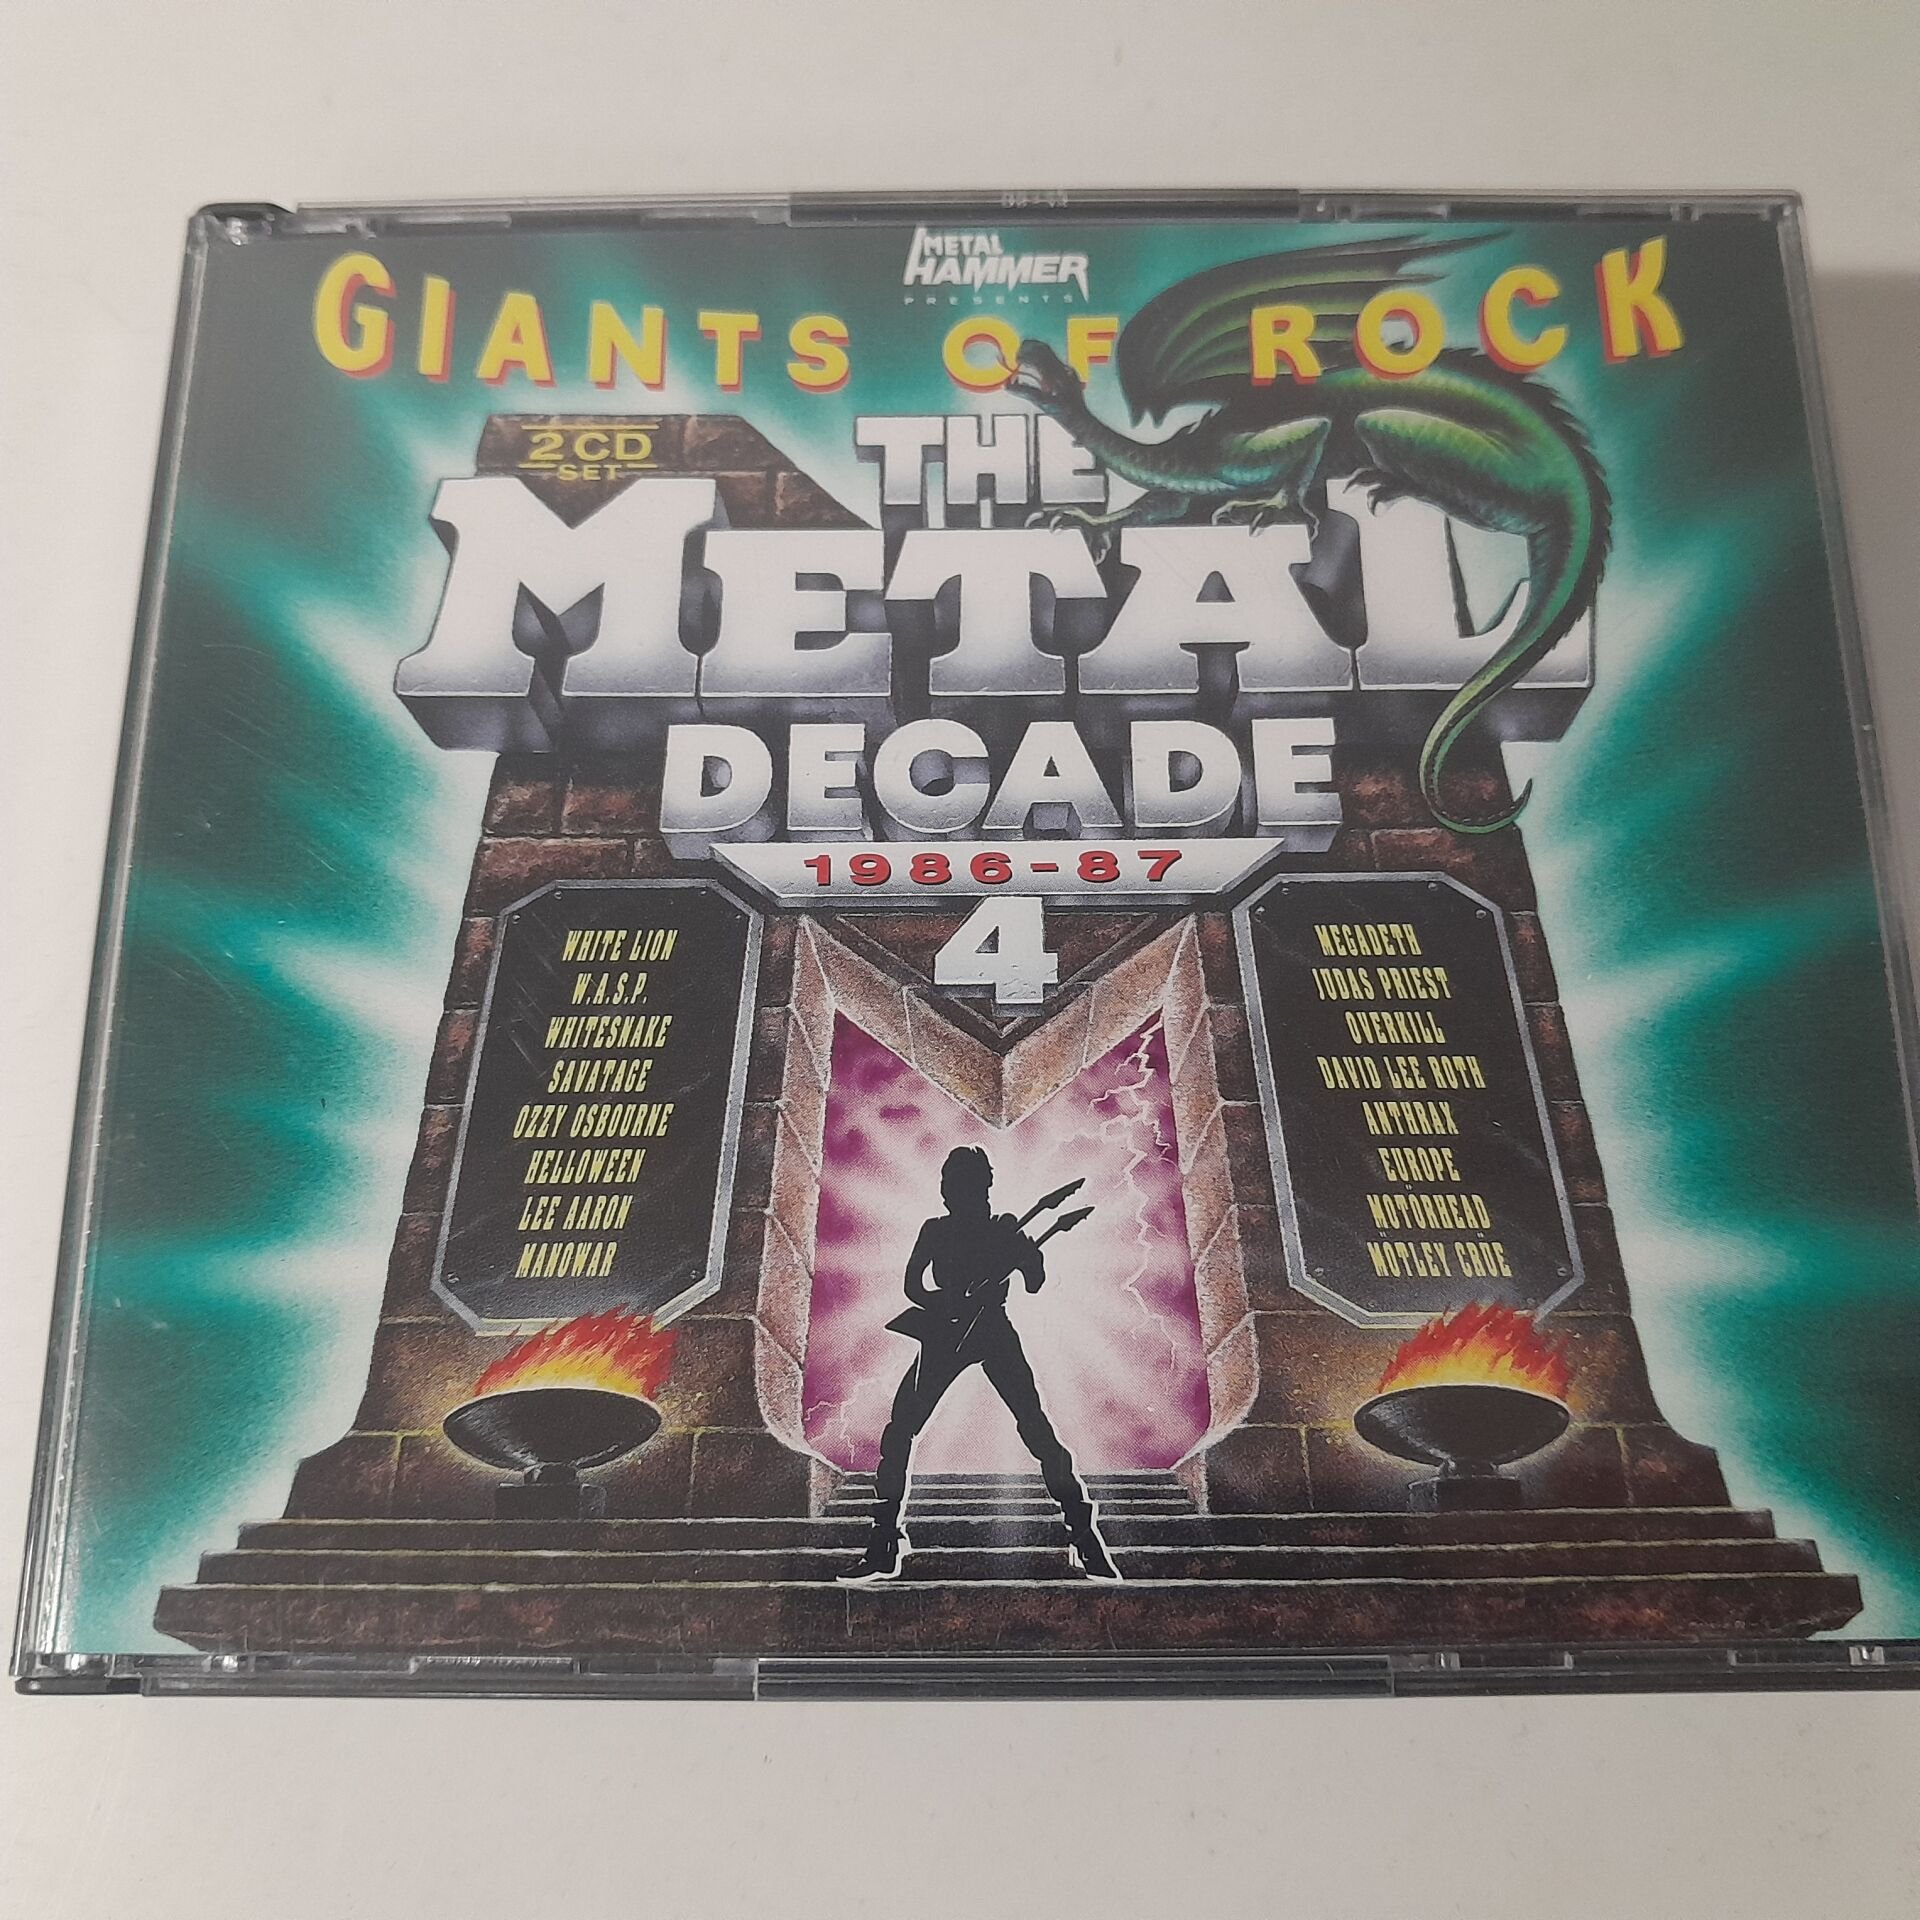 METAL
HAMMER
PRESENTS
GIANTS OF ROCK
2 CD
SET
THE
METAL
DECADE
1986-87
4
WHITE LION
W.A.S.P.
WHITESNAKE
SAVATAGE
OZZY OSBOURNE
HELLOWEEN
LEE AARON
MANOWAR
MEGADETH
JUDAS PRIEST
OVERKILL
DAVID LEE ROTH
ANTHRAX
EUROPE
MOTÖRHEAD
MÖTLEY CRÜE